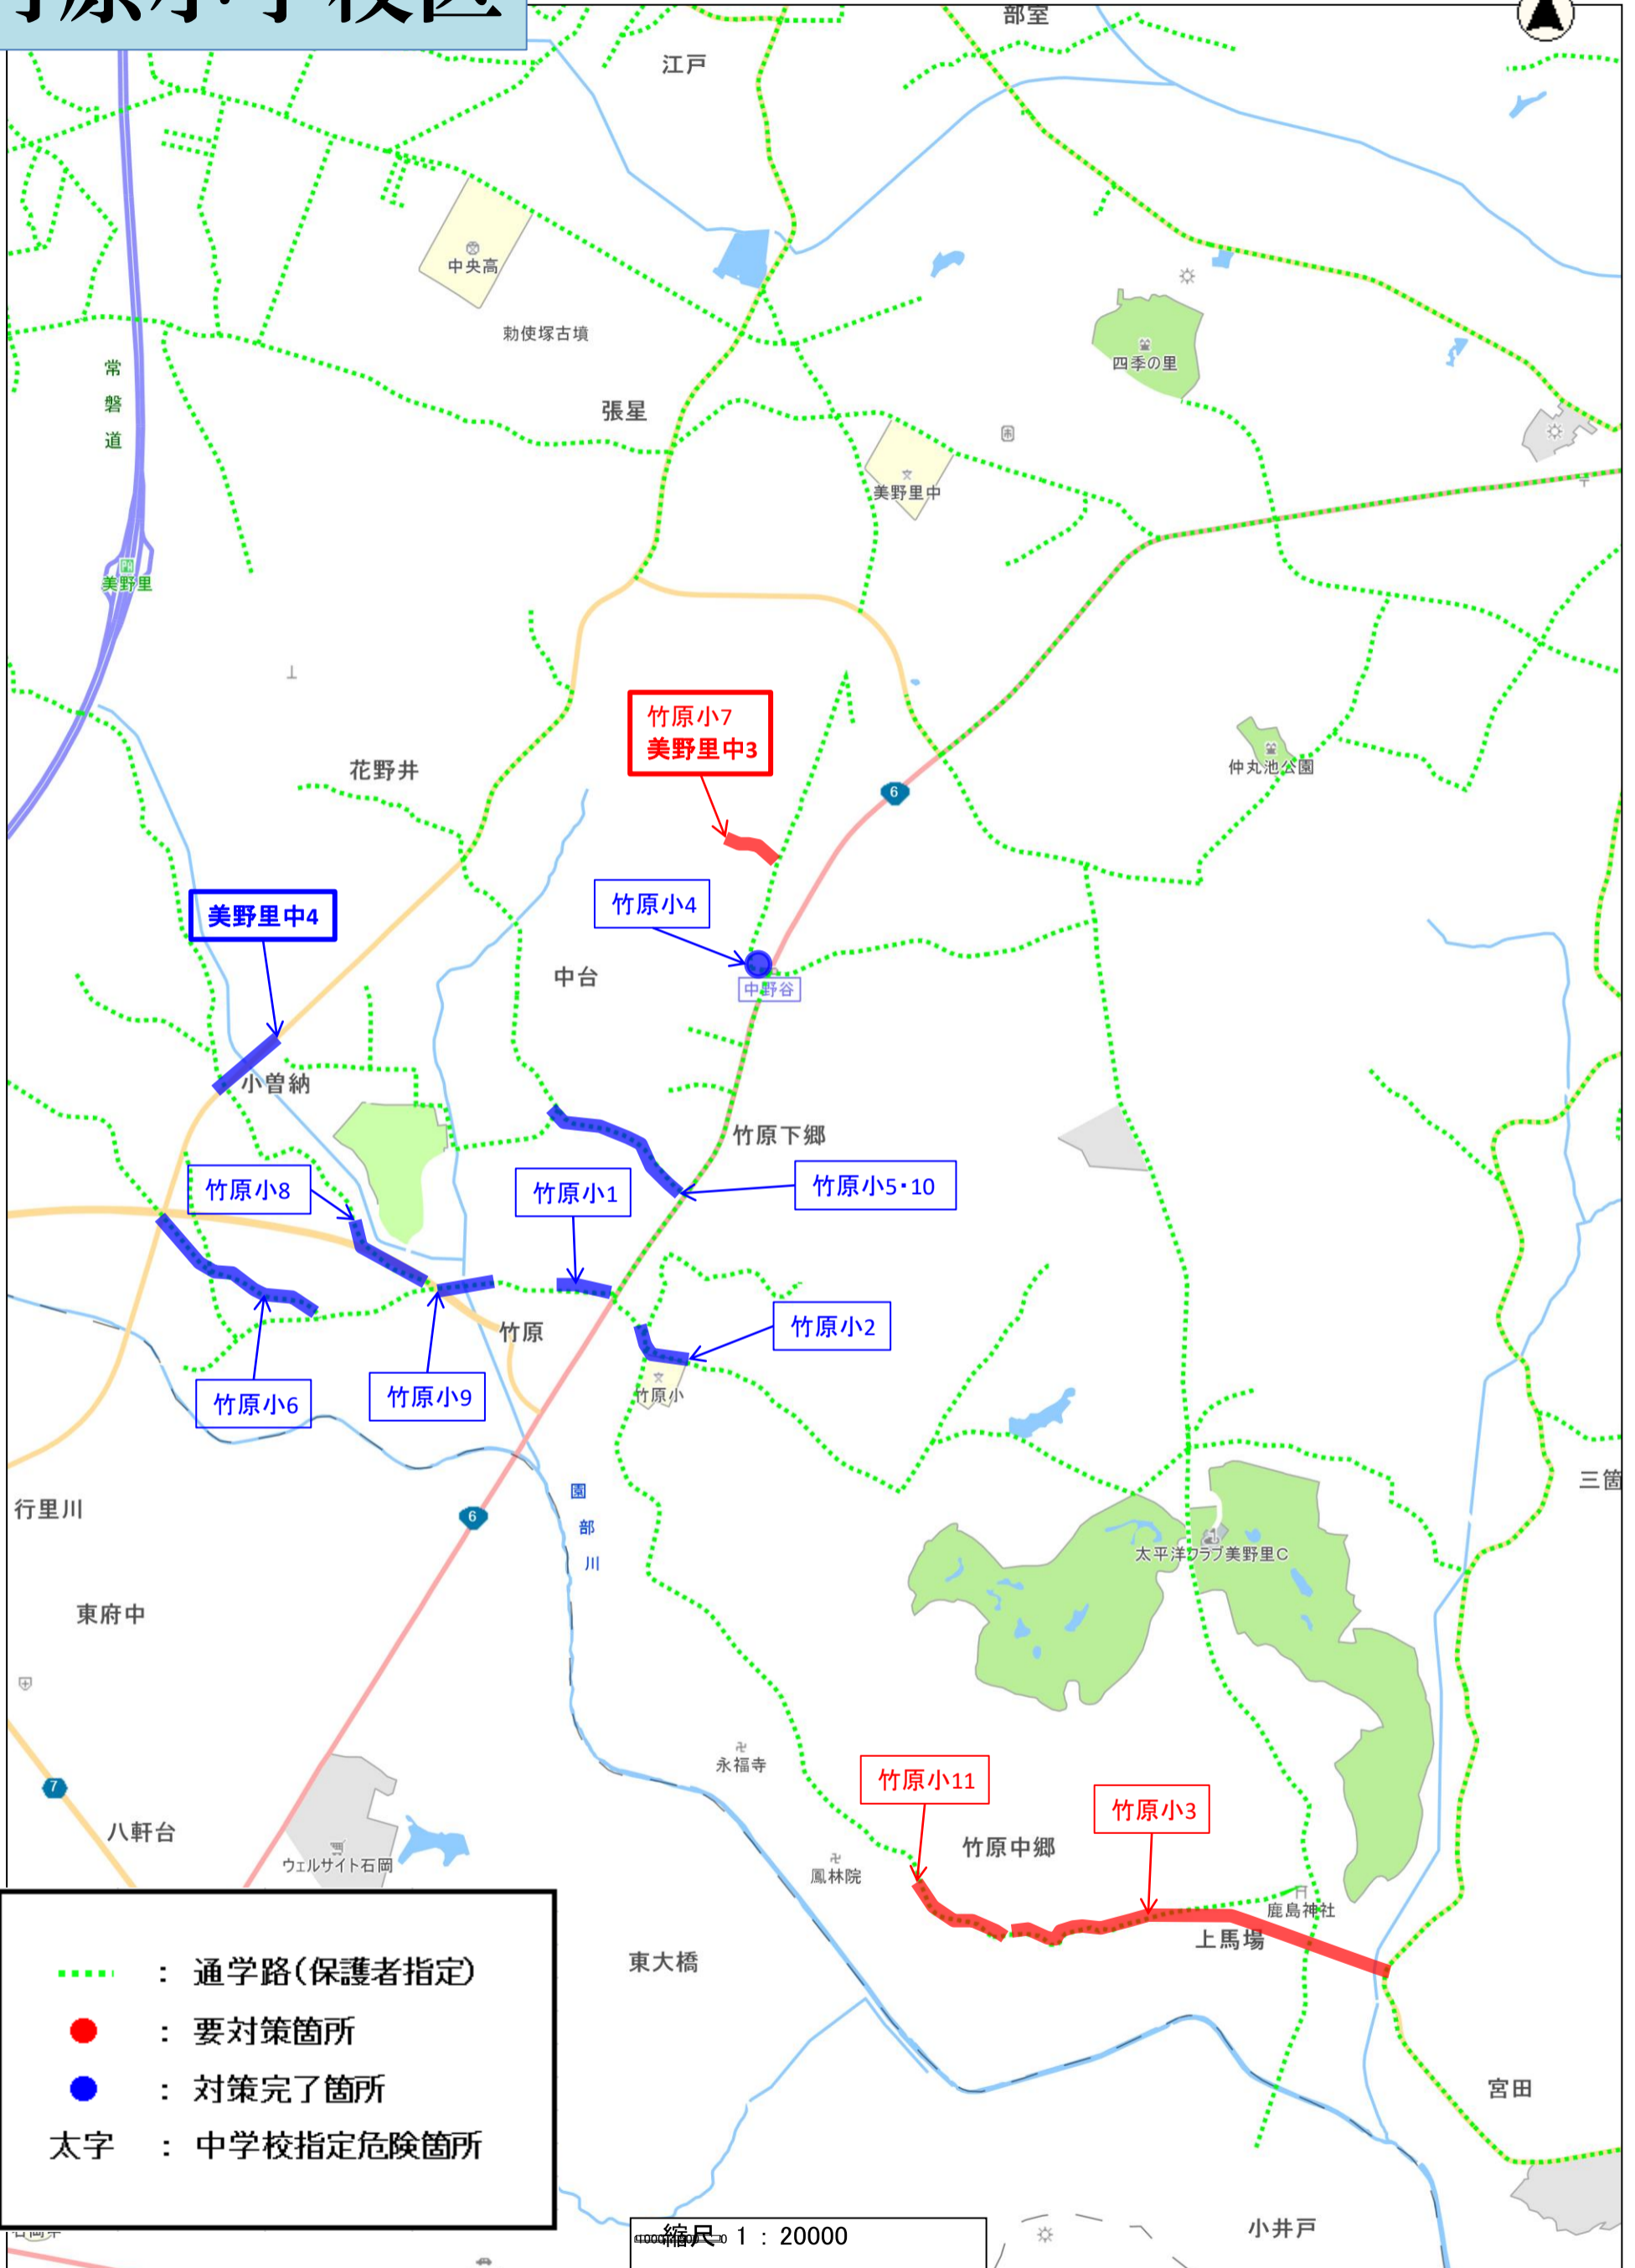 竹原小学校区
部室
江戸
中央高
勅使塚古墳
四季の里
常
磐
道
張星
美野里中
美野里
竹原小7
美野里中3
花野井
仲丸池公園
6
美野里中4
竹原小4
中台
中野谷
小曽納
竹原下郷
竹原小8
竹原小1
竹原小5・10
竹原小2
竹原
竹原小
竹原小6
竹原小9
三箇
行里川
6
園
部
川
太平洋クラブ美野里C
東府中
永福寺
7
竹原小11
竹原小3
八軒台
竹原中郷
ウェルサイト石岡
鳳林院
鹿島神社
上馬場
東大橋
： 通学路(保護者指定)
： 要対策箇所
： 対策完了箇所
太字 ： 中学校指定危険箇所
宮田
小井戸
縮尺 1 : 20000